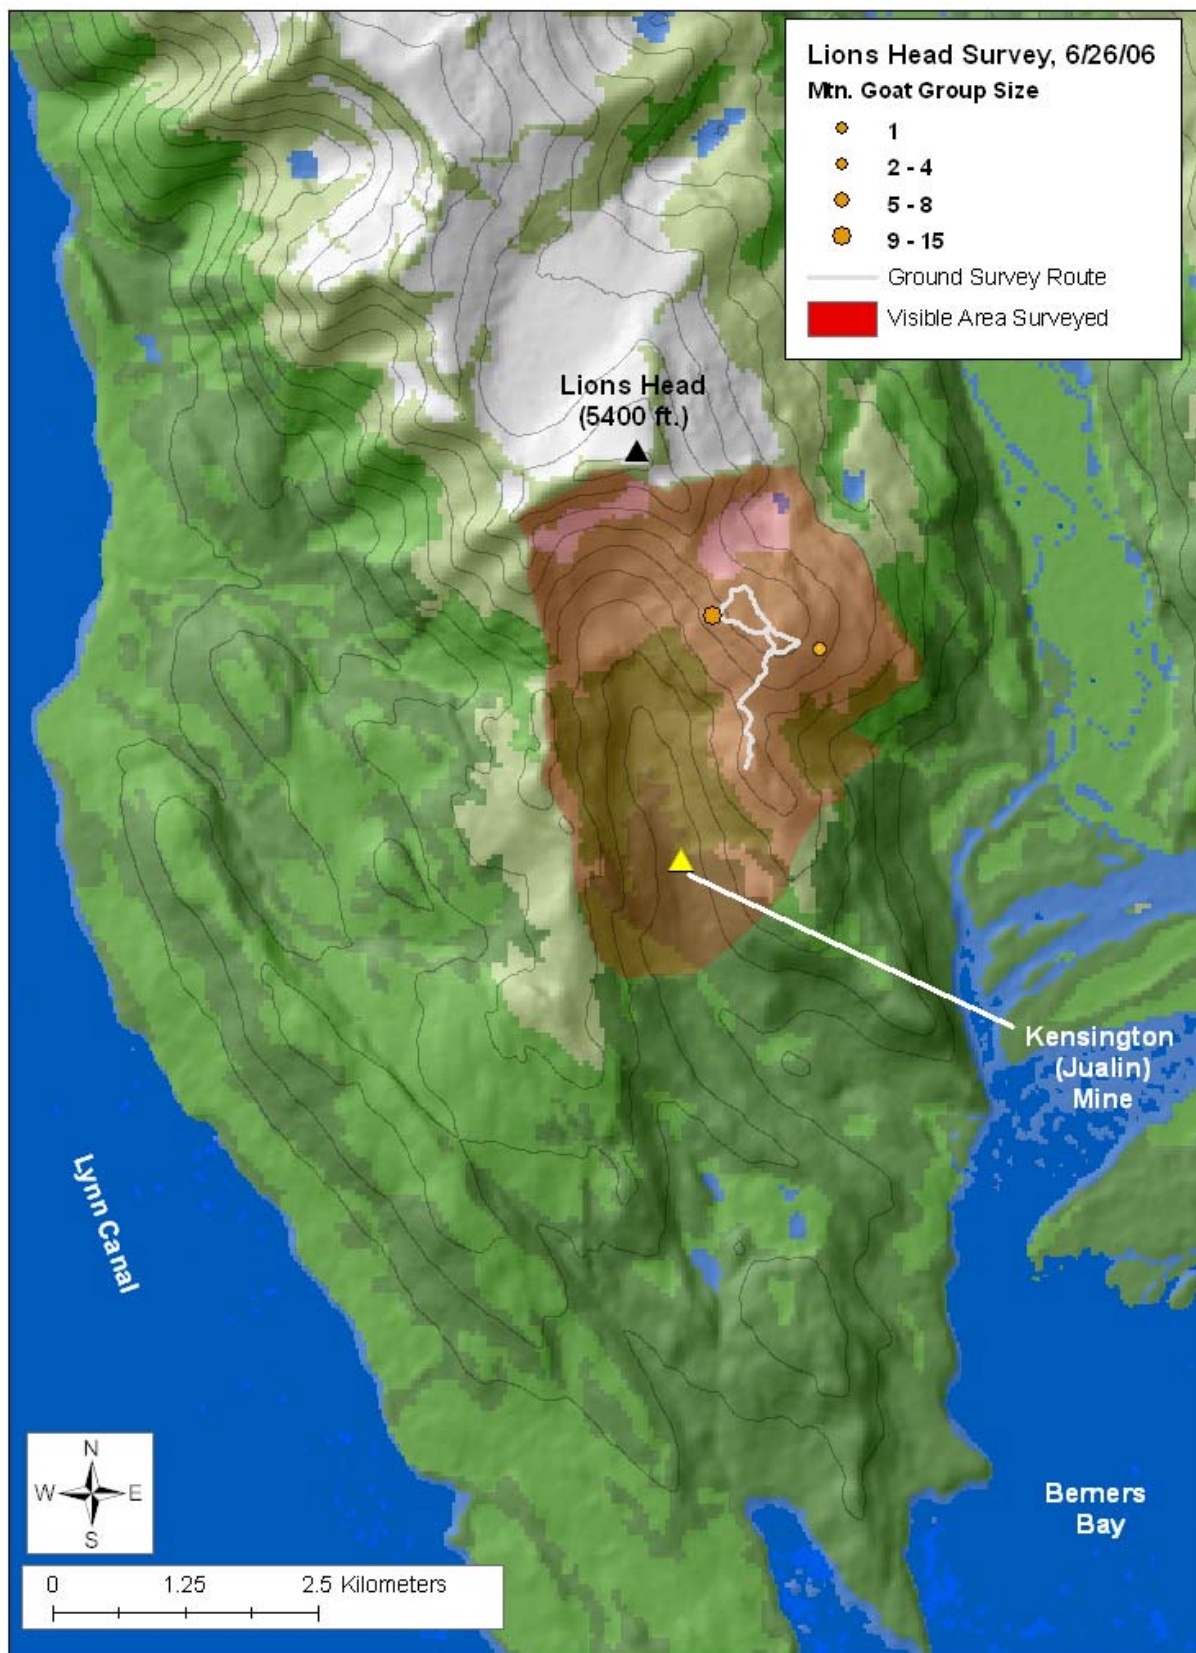 Lions Head Survey, 6/26/06
Mtn. Goat Group Size
1
2 - 4
5 - 8
9 - 15
Ground Survey Route
Visible Area Surveyed
Lions Head
(5400 ft.)
Kensington
(Jualin)
Mine
Lynn Canal
Berners
Bay
N
W E
S
0 1.25 2.5 Kilometers